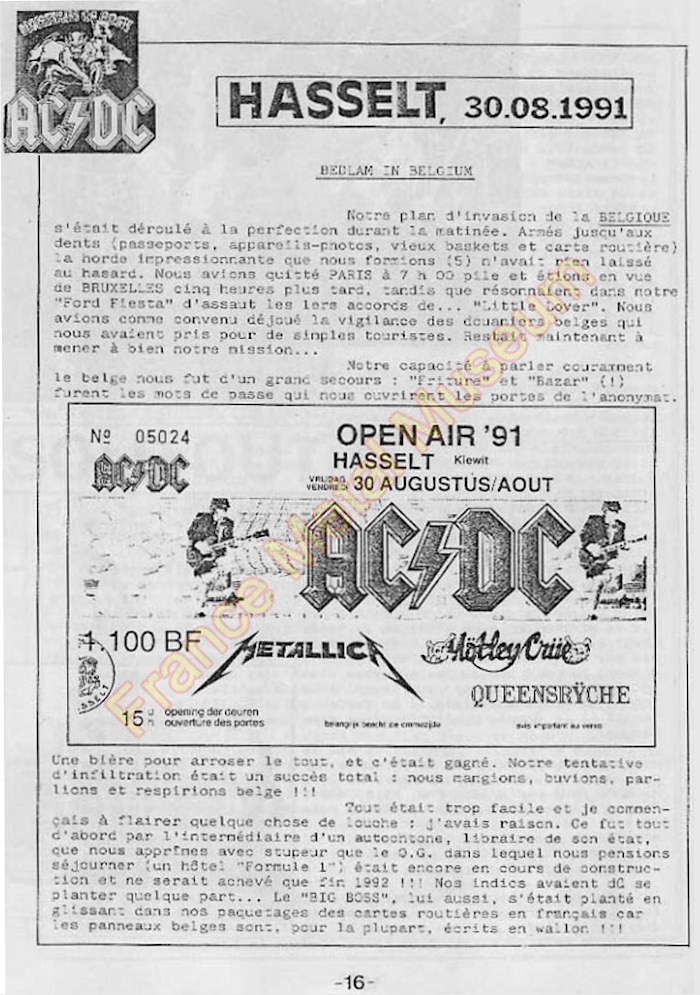 MONSTERS OF ROCK
AC/DC
HASSELT, 30.08.1991
BEDLAM IN BELGIUM
Notre plan d'invasion de la BELGIQUE
s'était déroulé à la perfection durant la matinée. Armés jusqu'aux
dents (passeports, appareils-photos, vieux baskets et carte routière)
la horde impressionnante que nous formions (5) n'avait rien laissé
au hasard. Nous avions quitté PARIS à 7 h 00 pile et étions en vue
de BRUXELLES cinq heures plus tard, tandis que résonnaient dans notre
"Ford Fiesta" d'assaut les 1ers accords de... "Little Lover". Nous
avions comme convenu déjoué la vigilance des douaniers belges qui
nous avaient pris pour de simples touristes. Restait maintenant à
mener à bien notre mission...
Notre capacité à parler couramment
le belge nous fut d'un grand secours : "Friture" et "Bazar" (!)
furent les mots de passe qui nous ouvrirent les portes de l'anonymat.
Nº 05024
OPEN AIR '91
AC/DC
HASSELT Kiewit
VRIJDAG
VENDREDI 30 AUGUSTUS/AOUT
AC/DC
1.100 BF
METALLICA
Mötley Crüe
QUEENSRŸCHE
HASSELT
15 u
h
opening der deuren
ouverture des portes
belangrijk bericht op ommezijde
avis important au verso
Une bière pour arroser le tout, et c'était gagné. Notre tentative
d'infiltration était un succès total : nous mangions, buvions, par-
lions et respirions belge !!!
Tout était trop facile et je commen-
çais à flairer quelque chose de louche : j'avais raison. Ce fut tout
d'abord par l'intermédiaire d'un autochtone, libraire de son état,
que nous apprîmes avec stupeur que le Q.G. dans lequel nous pensions
séjourner (un hôtel "Formule 1") était encore en cours de construc-
tion et ne serait achevé que fin 1992 !!! Nos indics avaient dû se
planter quelque part... Le "BIG BOSS", lui aussi, s'était planté en
glissant dans nos paquetages des cartes routières en français car
les panneaux belges sont, pour la plupart, écrits en wallon !!!
-16-
France Metal Museum